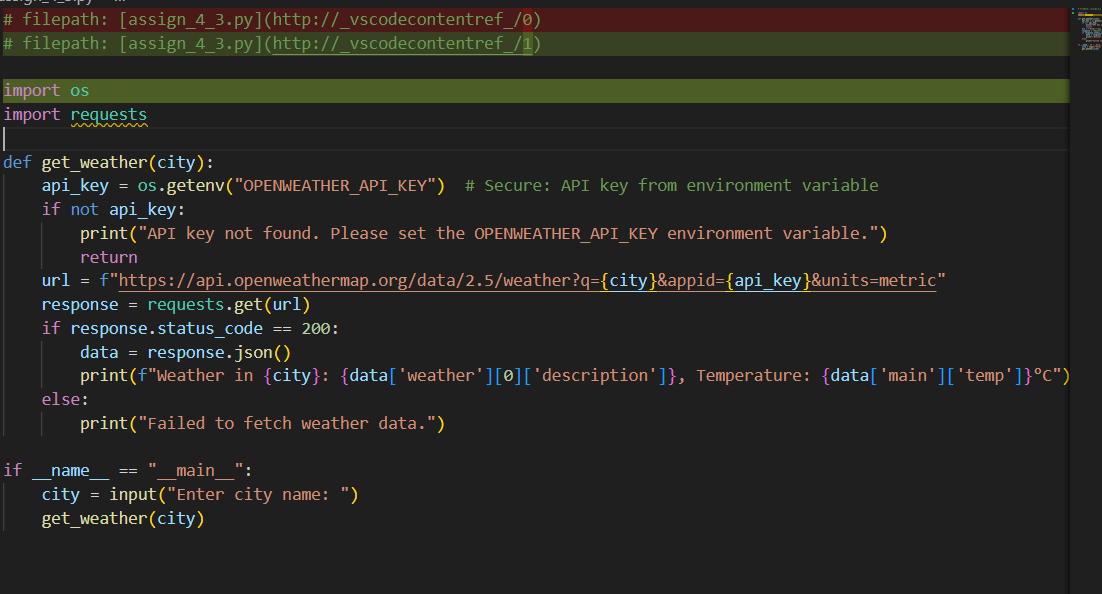 # filepath: [assign_4_3.py](http://_vscodecontentref_/0)
# filepath: [assign_4_3.py](http://_vscodecontentref_/1)
import os
import requests
def get_weather(city):
    api_key = os.getenv("OPENWEATHER_API_KEY")  # Secure: API key from environment variable
    if not api_key:
        print("API key not found. Please set the OPENWEATHER_API_KEY environment variable.")
        return
    url = f"https://api.openweathermap.org/data/2.5/weather?q={city}&appid={api_key}&units=metric"
    response = requests.get(url)
    if response.status_code == 200:
        data = response.json()
        print(f"Weather in {city}: {data['weather'][0]['description']}, Temperature: {data['main']['temp']}°C")
    else:
        print("Failed to fetch weather data.")
if __name__ == "__main__":
    city = input("Enter city name: ")
    get_weather(city)